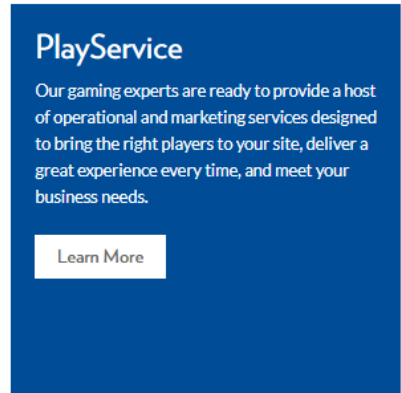 PlayService
Our gaming experts are ready to provide a host
of operational and marketing services designed
to bring the right players to your site, deliver a
great experience every time, and meet your
business needs.
Learn More